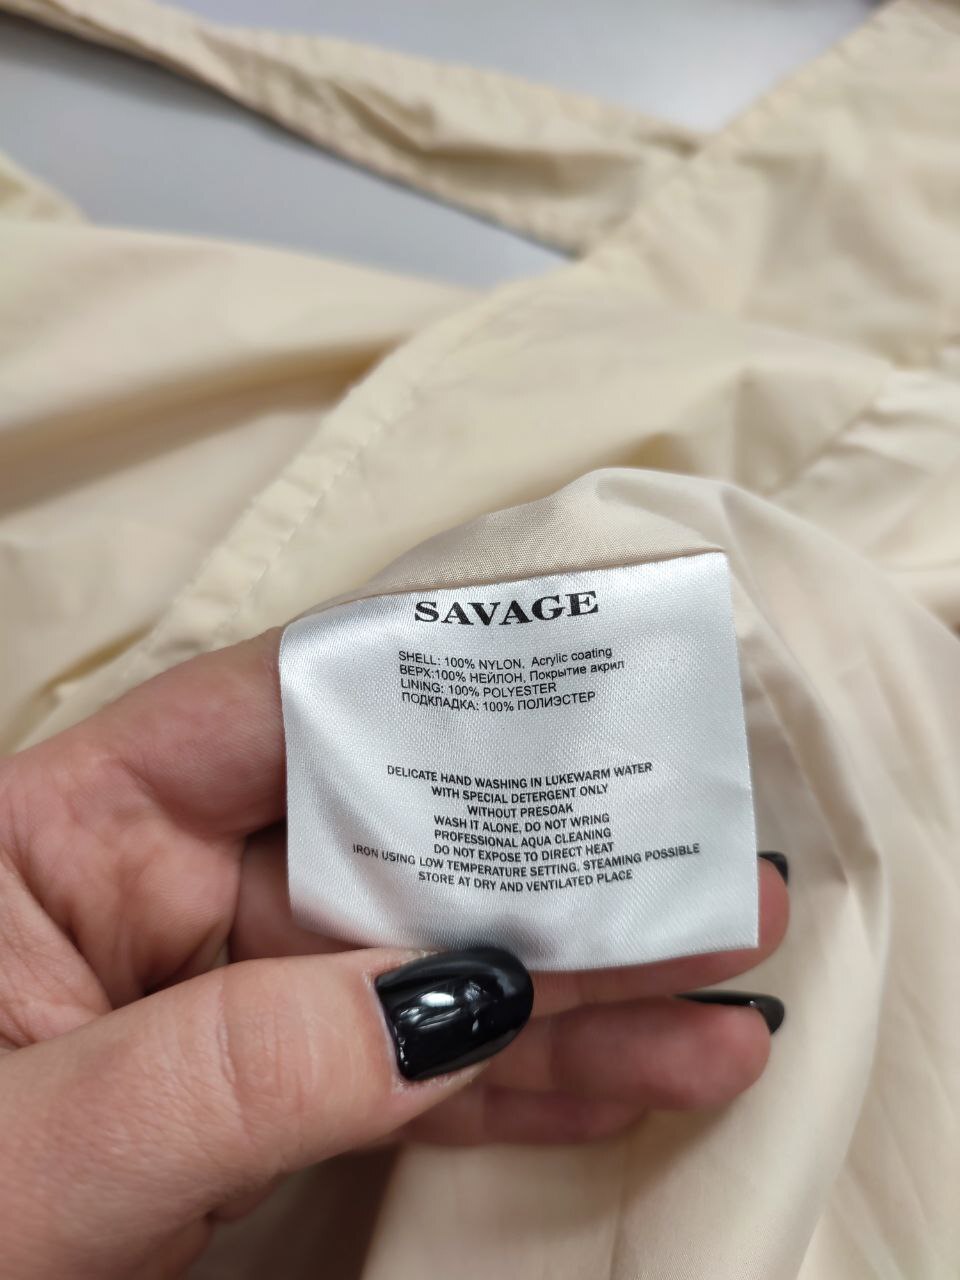 SAVAGE
SHELL: 100% NYLON, Acrylic coating
ВЕРХ:100% НЕЙЛОН, Покрытие акрил
LINING: 100% POLYESTER
ПОДКЛАДКА: 100% ПОЛИЭСТЕР
DELICATE HAND WASHING IN LUKEWARM WATER
WITH SPECIAL DETERGENT ONLY
WITHOUT PRESOAK
WASH IT ALONE, DO NOT WRING
PROFESSIONAL AQUA CLEANING
DO NOT EXPOSE TO DIRECT HEAT
IRON USING LOW TEMPERATURE SETTING, STEAMING POSSIBLE
STORE AT DRY AND VENTILATED PLACE